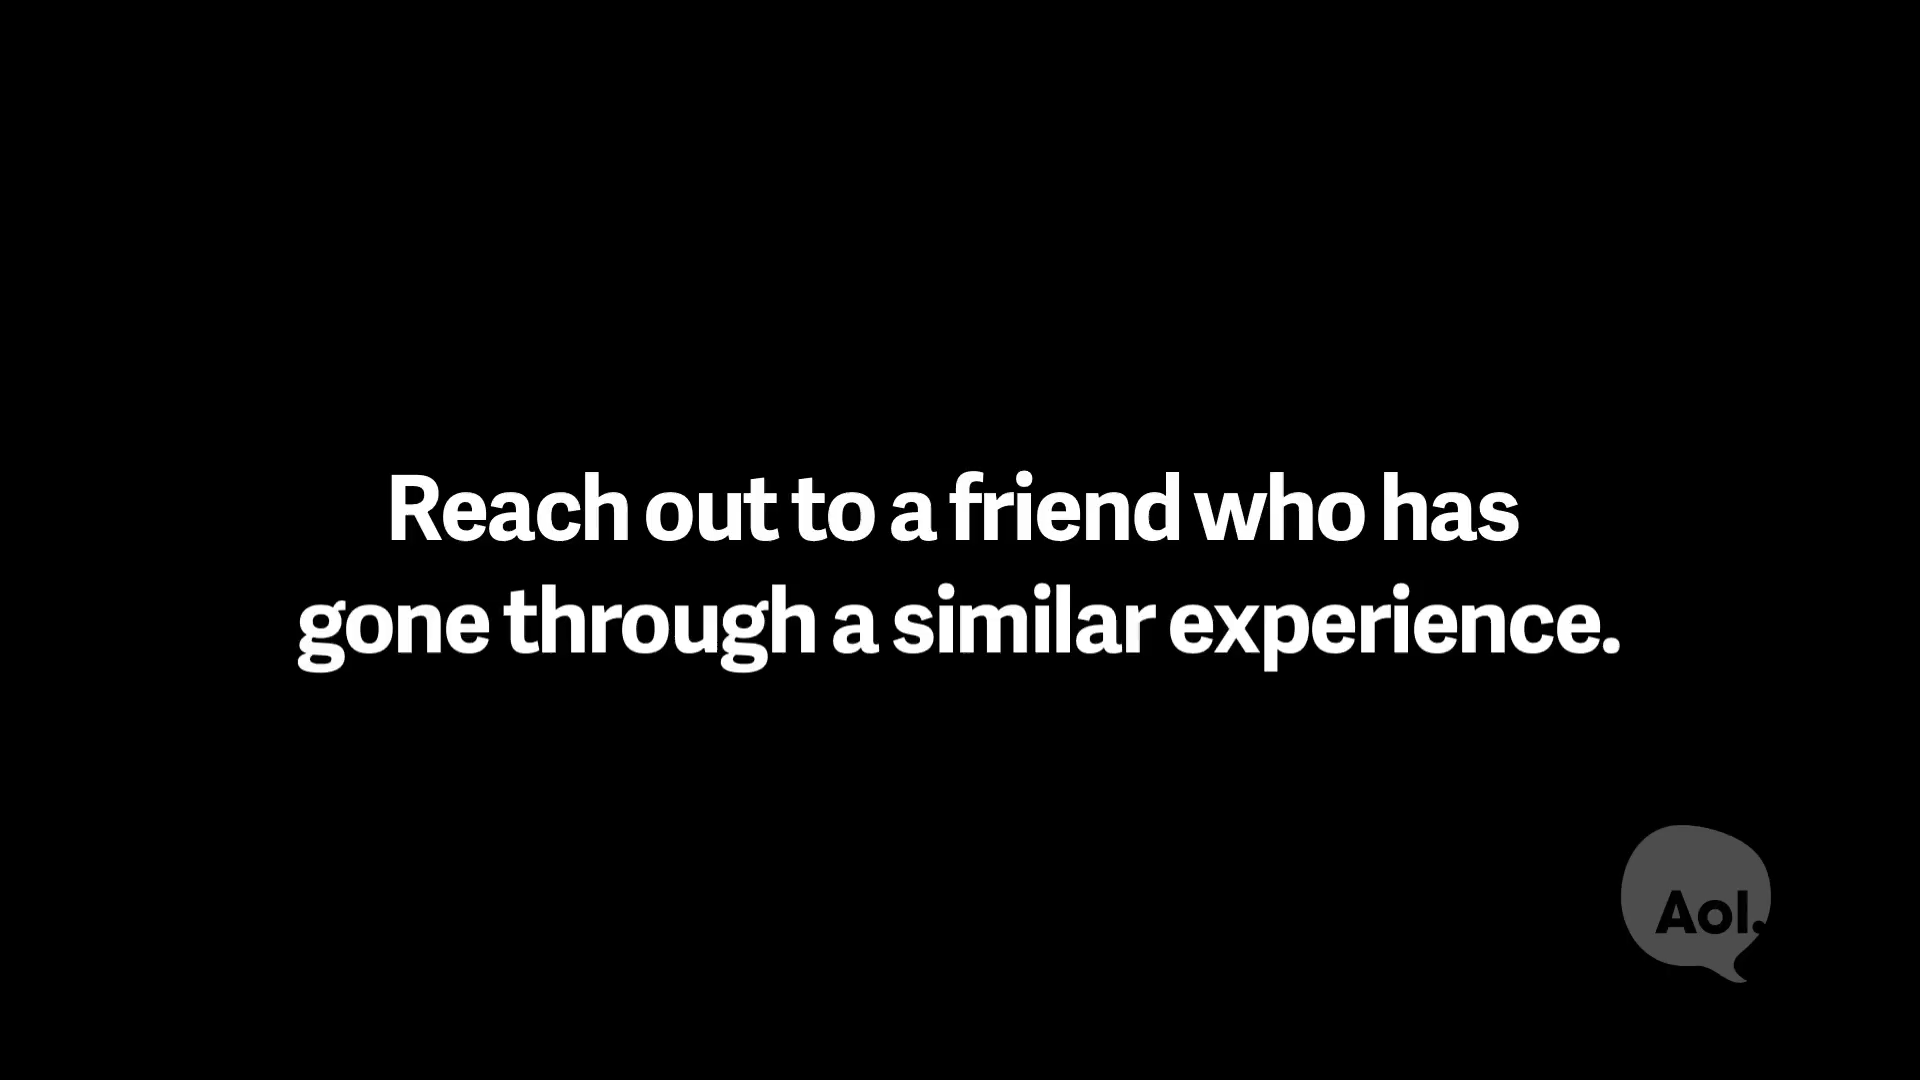 Reach out to a friend who has
gone through a similar experience.
Aol.